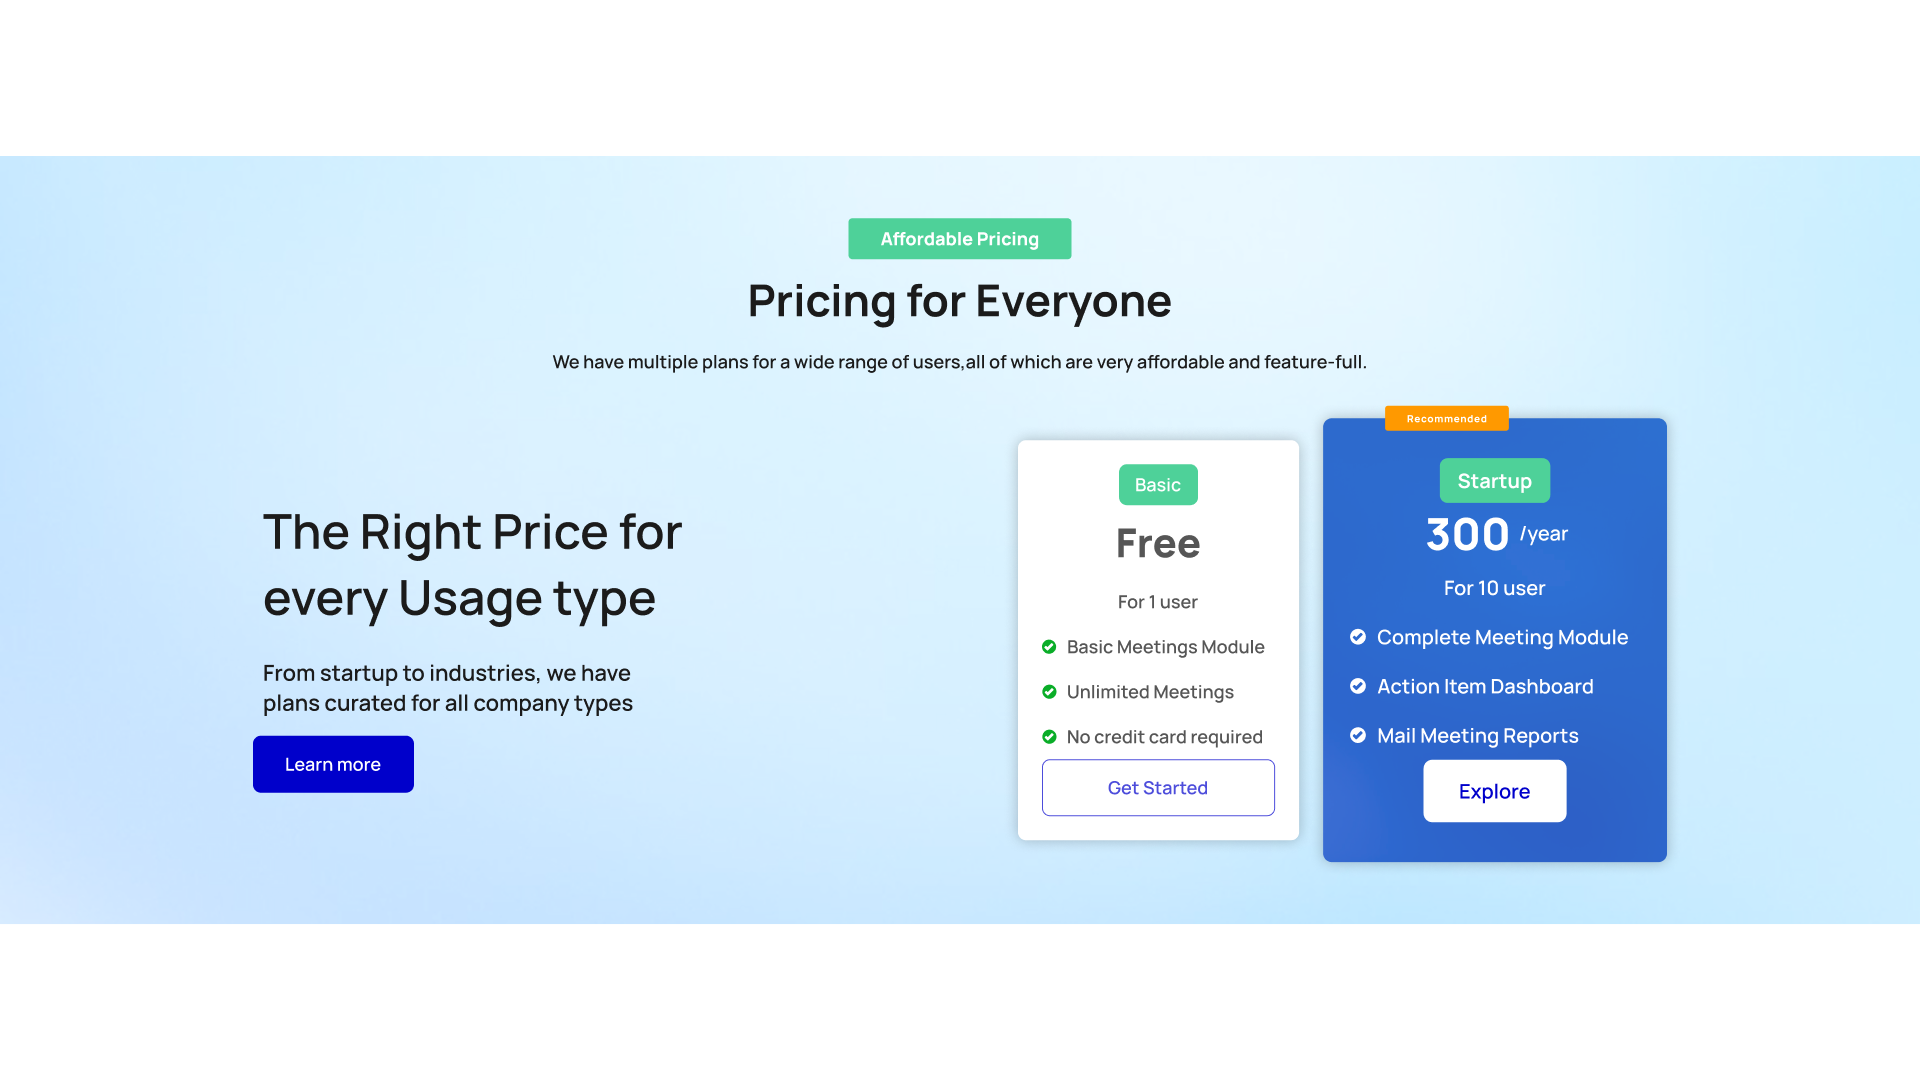 Affordable Pricing
Pricing for Everyone
We have multiple plans for a wide range of users,all of which are very affordable and feature-full.
The Right Price for
every Usage type
From startup to industries, we have
plans curated for all company types
Learn more
Basic
Free
For 1 user
Basic Meetings Module
Unlimited Meetings
No credit card required
Get Started
Recommended
Startup
300 /year
For 10 user
Complete Meeting Module
Action Item Dashboard
Mail Meeting Reports
Explore